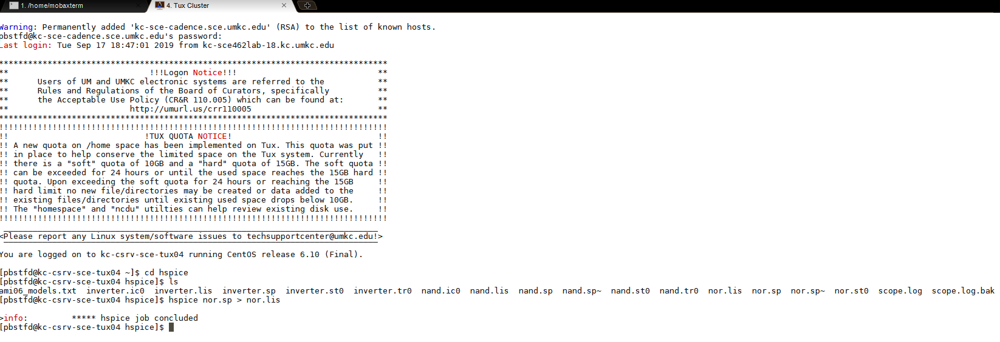 1. /home/mobaxterm
4. Tux Cluster
Warning: Permanently added 'kc-sce-cadence.sce.umkc.edu' (RSA) to the list of known hosts.
pbstfd@kc-sce-cadence.sce.umkc.edu's password:
Last login: Tue Sep 17 18:47:01 2019 from kc-sce462lab-18.kc.umkc.edu
********************************************************************************
** !!!Logon Notice!!! **
** Users of UM and UMKC electronic systems are referred to the **
** Rules and Regulations of the Board of Curators, specifically **
** the Acceptable Use Policy (CR&R 110.005) which can be found at: **
** http://umurl.us/crr110005 **
********************************************************************************
!!!!!!!!!!!!!!!!!!!!!!!!!!!!!!!!!!!!!!!!!!!!!!!!!!!!!!!!!!!!!!!!!!!!!!!!!!!!!!!!
!! !TUX QUOTA NOTICE! !!
!! A new quota on /home space has been implemented on Tux. This quota was put !!
!! in place to help conserve the limited space on the Tux system. Currently !!
!! there is a "soft" quota of 10GB and a "hard" quota of 15GB. The soft quota !!
!! can be exceeded for 24 hours or until the used space reaches the 15GB hard !!
!! quota. Upon exceeding the soft quota for 24 hours or reaching the 15GB !!
!! hard limit no new file/directories may be created or data added to the !!
!! existing files/directories until existing used space drops below 10GB. !!
!! The "homespace" and "ncdu" utilties can help review existing disk use. !!
!!!!!!!!!!!!!!!!!!!!!!!!!!!!!!!!!!!!!!!!!!!!!!!!!!!!!!!!!!!!!!!!!!!!!!!!!!!!!!!!
<Please report any Linux system/software issues to techsupportcenter@umkc.edu!>
You are logged on to kc-csrv-sce-tux04 running CentOS release 6.10 (Final).
[pbstfd@kc-csrv-sce-tux04 ~]$ cd hspice
[pbstfd@kc-csrv-sce-tux04 hspice]$ ls
ami06_models.txt inverter.ic0 inverter.lis inverter.sp inverter.st0 inverter.tr0 nand.ic0 nand.lis nand.sp nand.sp~ nand.st0 nand.tr0 nor.lis nor.sp nor.sp~ nor.st0 scope.log scope.log.bak
[pbstfd@kc-csrv-sce-tux04 hspice]$ hspice nor.sp > nor.lis
>info: ***** hspice job concluded
[pbstfd@kc-csrv-sce-tux04 hspice]$